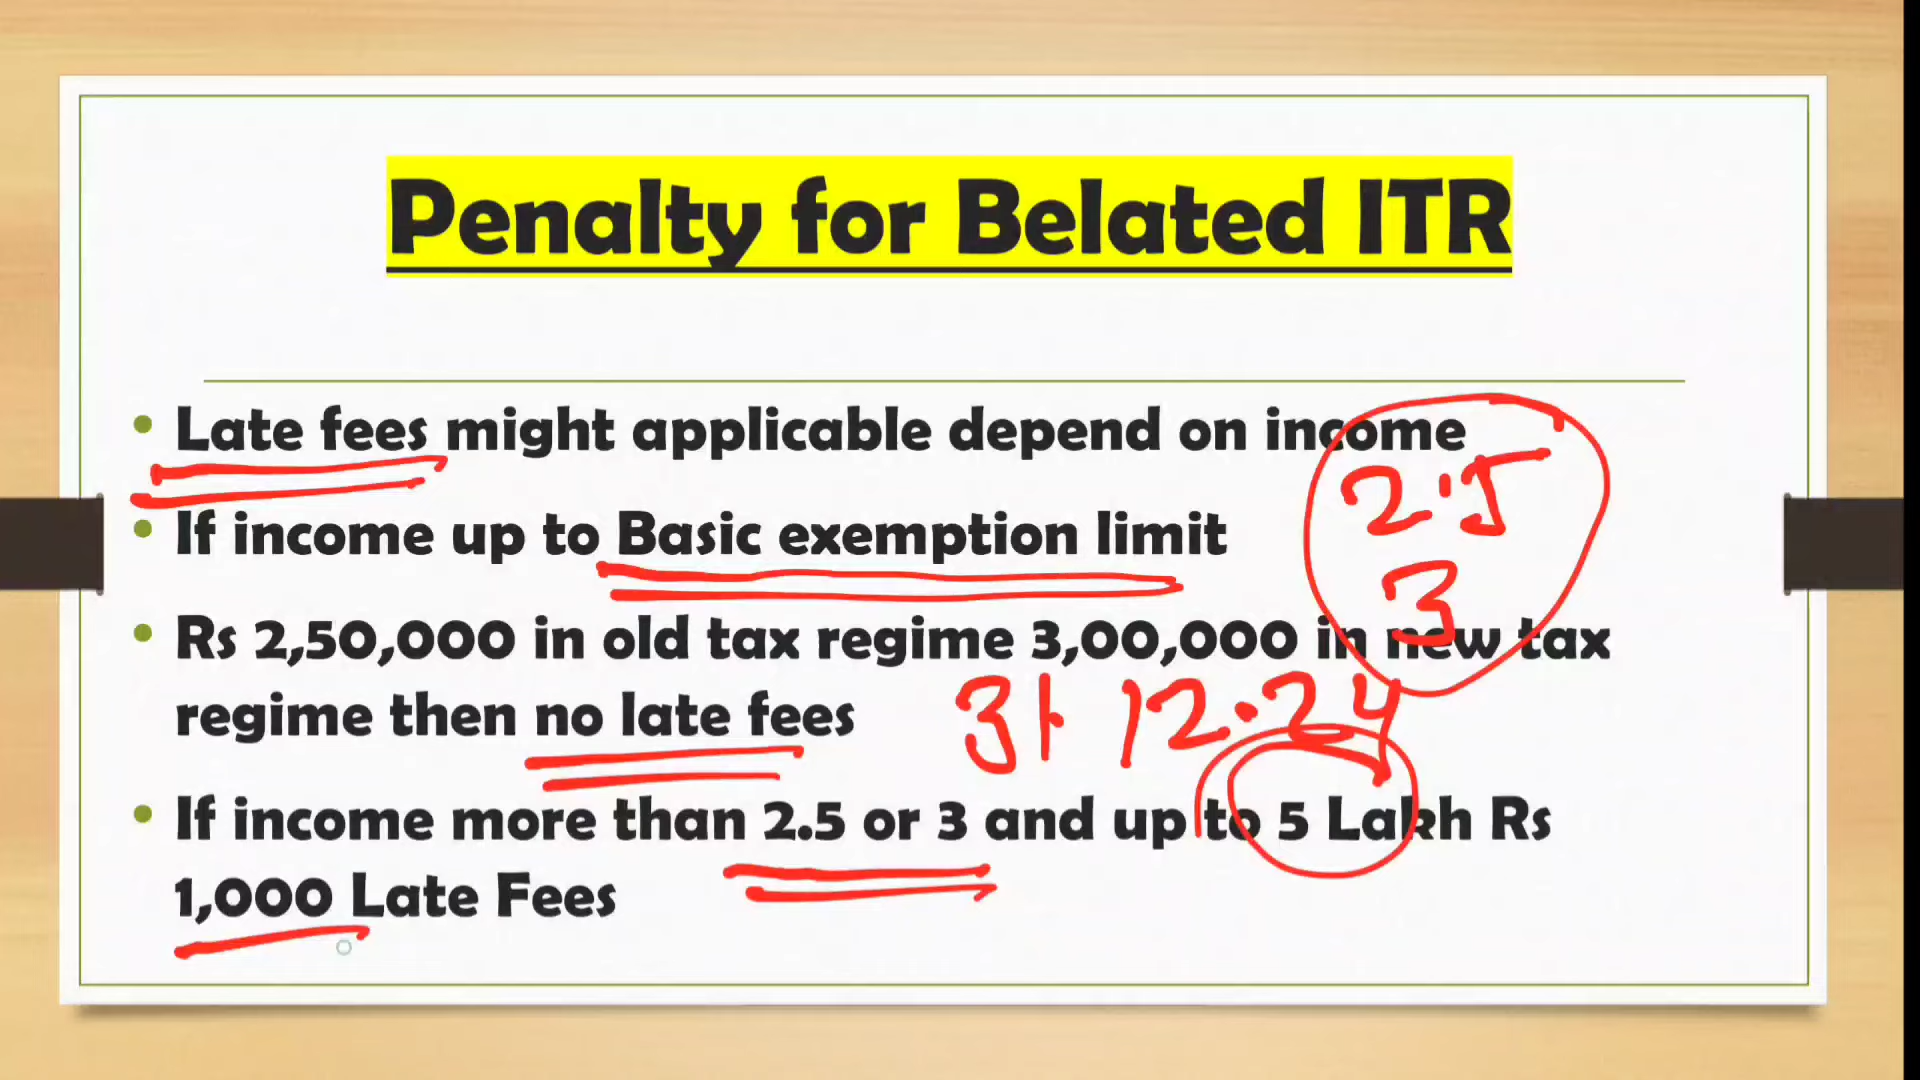 Penalty for Belated ITR
Late fees might applicable depend on income
2.5
If income up to Basic exemption limit
3
Rs 2,50,000 in old tax regime 3,00,000 in new tax
regime then no late fees
31 12.24
If income more than 2.5 or 3 and up to 5 Lakh Rs
1,000 Late Fees